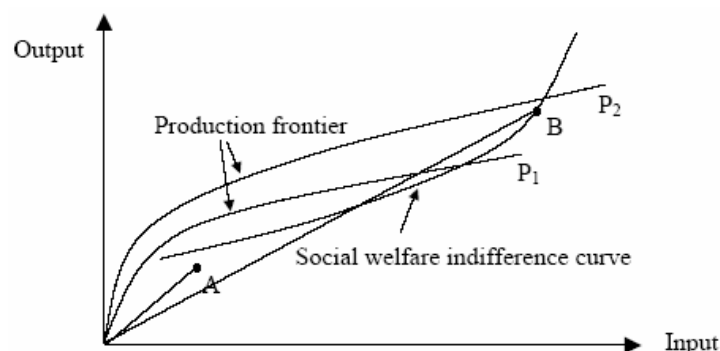 Output
Production frontier
P2
B
P1
Social welfare indifference curve
A
Input